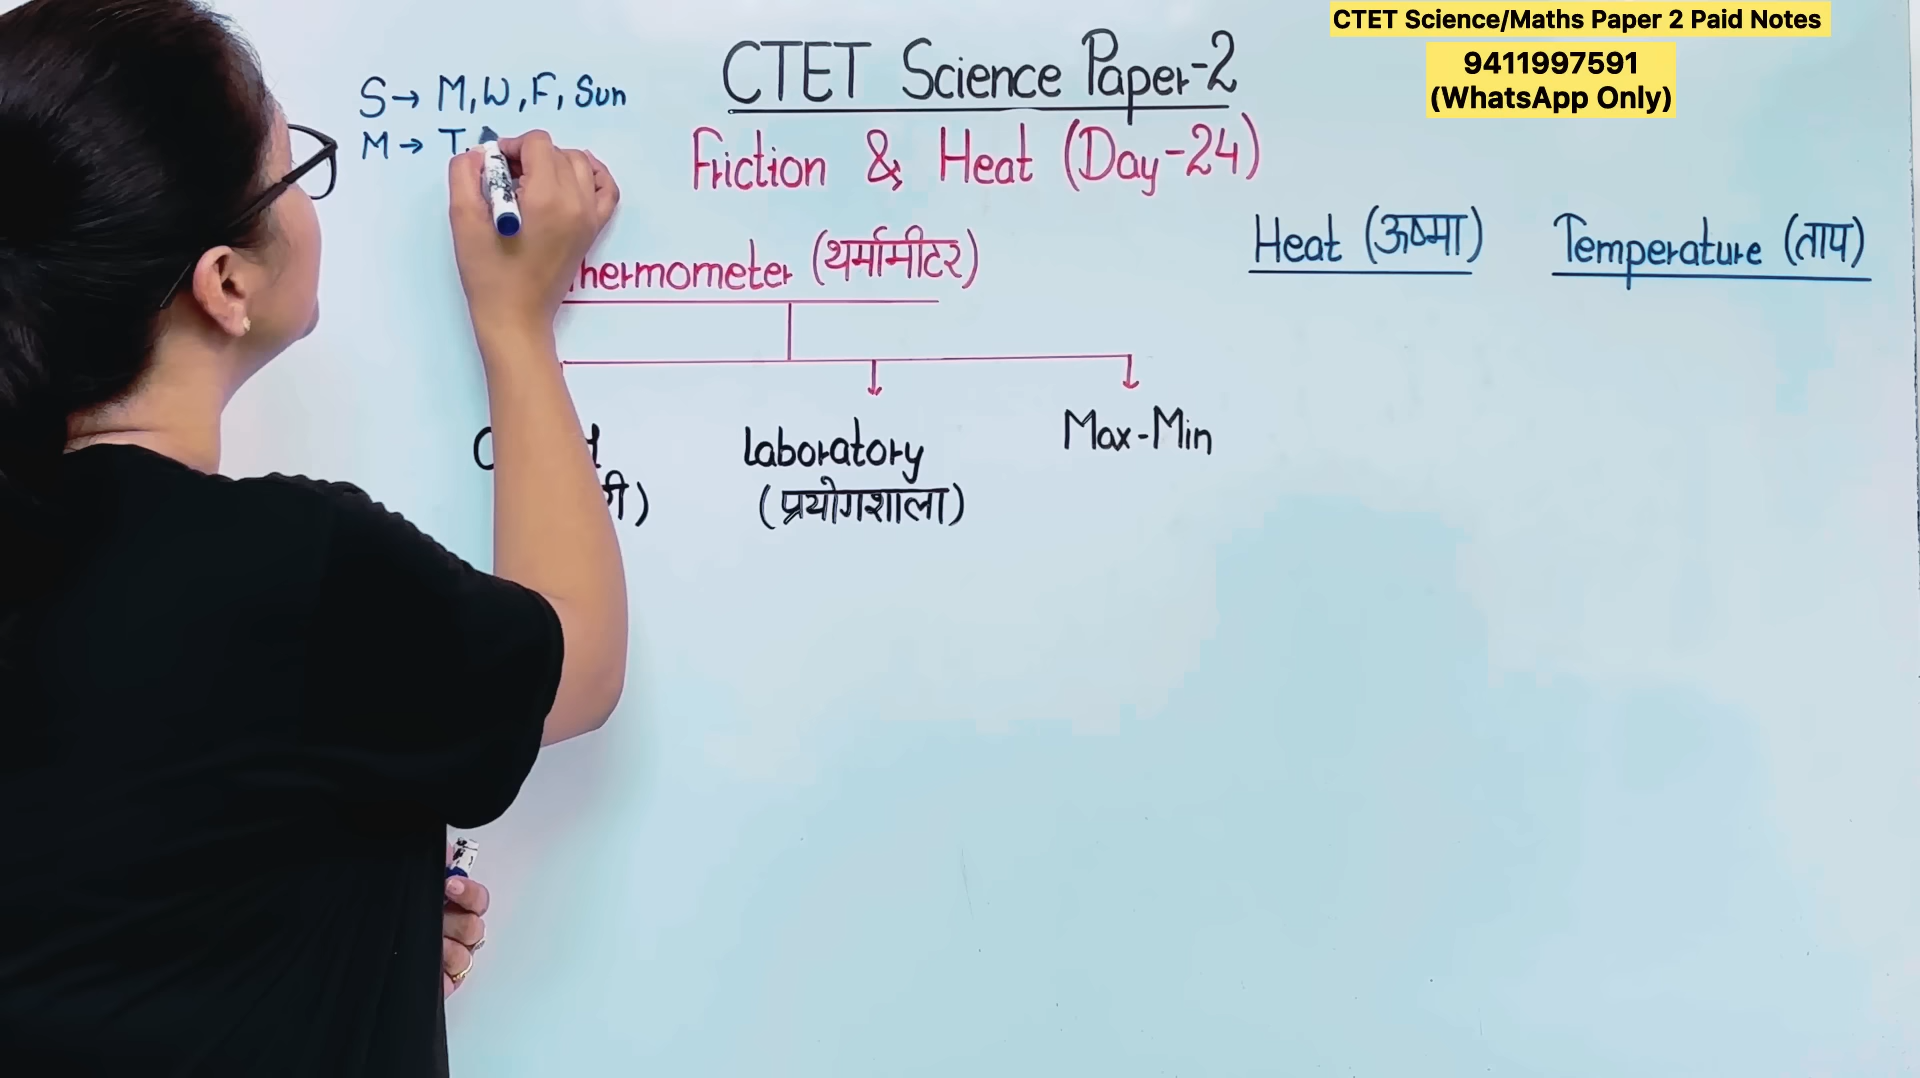 CTET Science/Maths Paper 2 Paid Notes
9411997591
(WhatsApp Only)
CTET Science Paper-2
S→ M, W, F, Sun
M→ T,
Friction & Heat (Day-24)
(थर्मामीटर)
Heat (ऊष्मा)
Temperature (ताप)
Laboratory
(प्रयोगशाला)
Max-Min